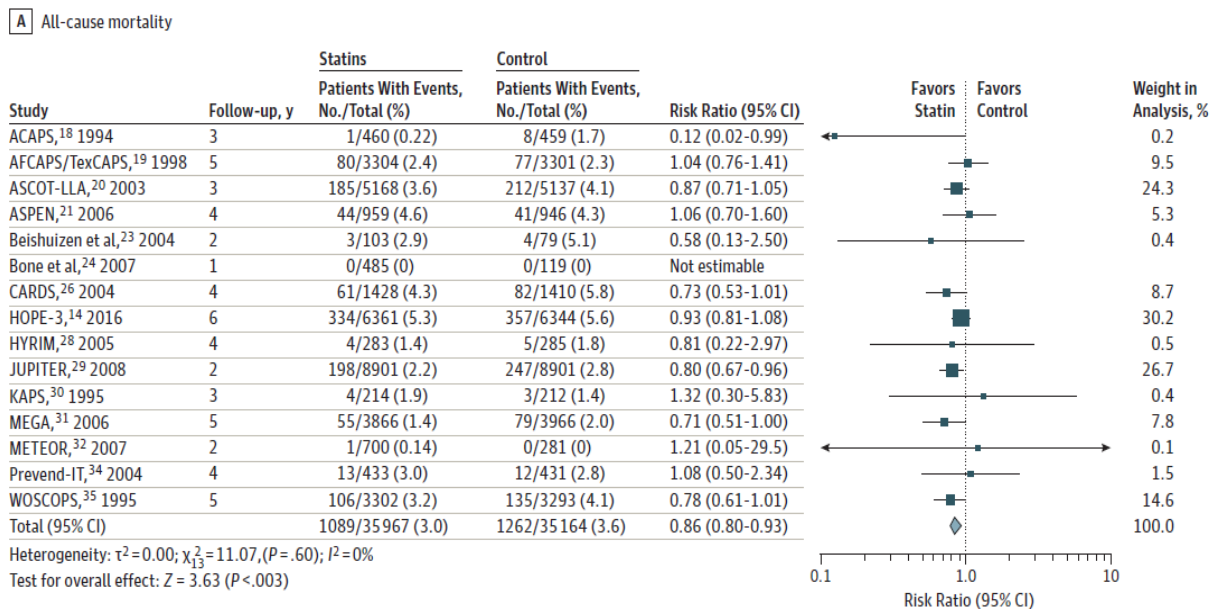 A All-cause mortality
Statins Control
Patients With Events, Patients With Events, Favors Favors Weight in
Study Follow-up, y No./Total (%) No./Total (%) Risk Ratio (95% CI) Statin Control Analysis, %
ACAPS,18 1994 3 1/460 (0.22) 8/459 (1.7) 0.12 (0.02-0.99) 0.2
AFCAPS/TexCAPS,19 1998 5 80/3304 (2.4) 77/3301 (2.3) 1.04 (0.76-1.41) 9.5
ASCOT-LLA,20 2003 3 185/5168 (3.6) 212/5137 (4.1) 0.87 (0.71-1.05) 24.3
ASPEN,21 2006 4 44/959 (4.6) 41/946 (4.3) 1.06 (0.70-1.60) 5.3
Beishuizen et al,23 2004 2 3/103 (2.9) 4/79 (5.1) 0.58 (0.13-2.50) 0.4
Bone et al,24 2007 1 0/485 (0) 0/119 (0) Not estimable
CARDS,26 2004 4 61/1428 (4.3) 82/1410 (5.8) 0.73 (0.53-1.01) 8.7
HOPE-3,14 2016 6 334/6361 (5.3) 357/6344 (5.6) 0.93 (0.81-1.08) 30.2
HYRIM,28 2005 4 4/283 (1.4) 5/285 (1.8) 0.81 (0.22-2.97) 0.5
JUPITER,29 2008 2 198/8901 (2.2) 247/8901 (2.8) 0.80 (0.67-0.96) 26.7
KAPS,30 1995 3 4/214 (1.9) 3/212 (1.4) 1.32 (0.30-5.83) 0.4
MEGA,31 2006 5 55/3866 (1.4) 79/3966 (2.0) 0.71 (0.51-1.00) 7.8
METEOR,32 2007 2 1/700 (0.14) 0/281 (0) 1.21 (0.05-29.5) 0.1
Prevend-IT,34 2004 4 13/433 (3.0) 12/431 (2.8) 1.08 (0.50-2.34) 1.5
WOSCOPS,35 1995 5 106/3302 (3.2) 135/3293 (4.1) 0.78 (0.61-1.01) 14.6
Total (95% CI) 1089/35967 (3.0) 1262/35164 (3.6) 0.86 (0.80-0.93) 100.0
Heterogeneity: τ2 = 0.00; χ2 13 = 11.07, (P = .60); I2 = 0%
Test for overall effect: Z = 3.63 (P <.003)
0.1 1.0 10
Risk Ratio (95% CI)